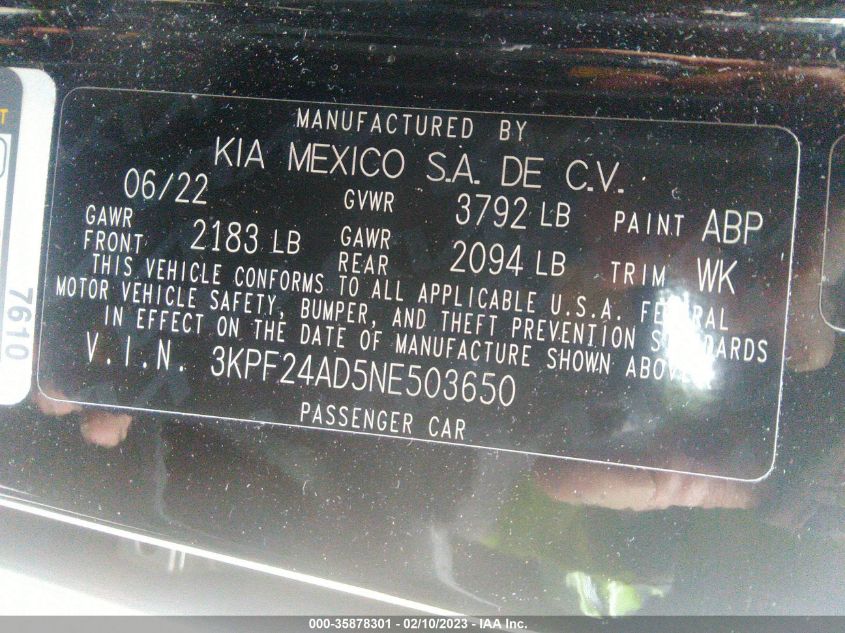 MANUFACTURED BY
KIA MEXICO S.A. DE C.V.
06/22 GVWR 3792 LB PAINT ABP
GAWR FRONT 2183 LB GAWR REAR 2094 LB TRIM WK
THIS VEHICLE CONFORMS TO ALL APPLICABLE U.S.A. FEDERAL
MOTOR VEHICLE SAFETY, BUMPER, AND THEFT PREVENTION STANDARDS
IN EFFECT ON THE DATE OF MANUFACTURE SHOWN ABOVE
V.I.N. 3KPF24AD5NE503650
PASSENGER CAR
7610
000-35878301 - 02/10/2023 - IAA Inc.